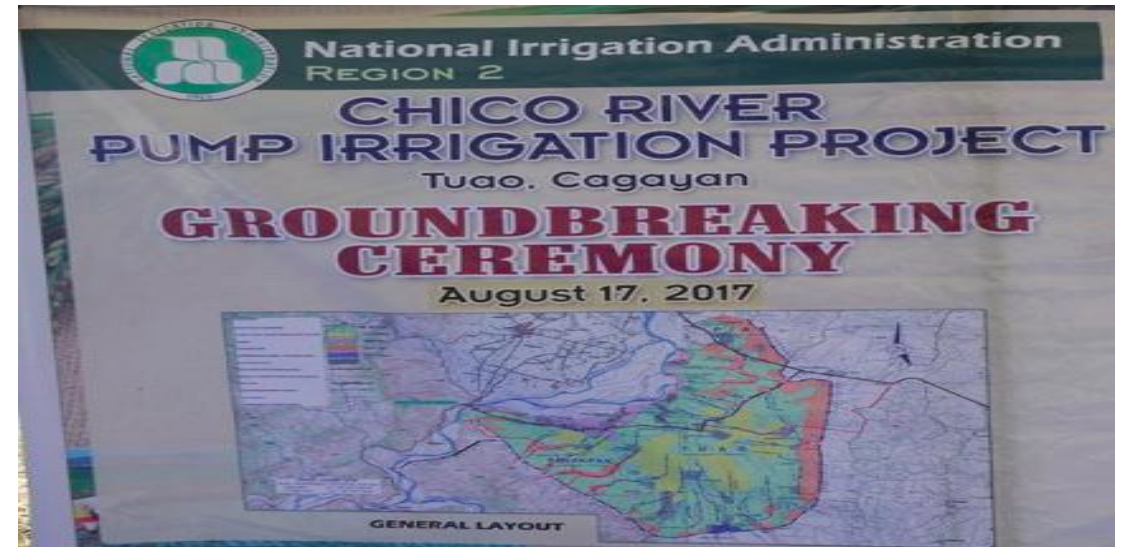 National Irrigation Administration
REGION 2
CHICO RIVER
PUMP IRRIGATION PROJECT
Tuao, Cagayan
GROUNDBREAKING
CEREMONY
August 17, 2017
TUAO
GENERAL LAYOUT